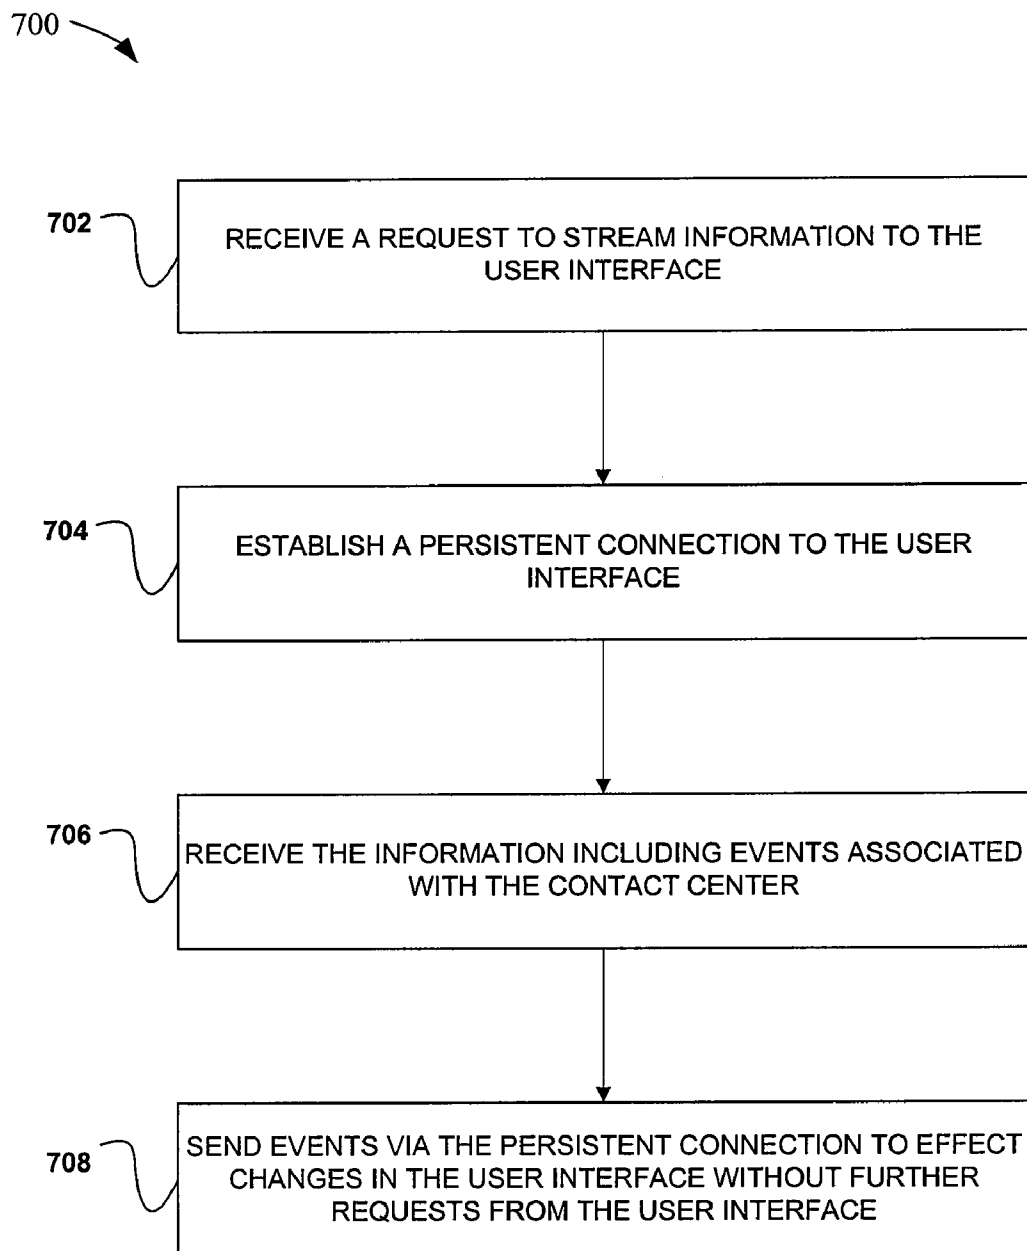 700
702
RECEIVE A REQUEST TO STREAM INFORMATION TO THE
USER INTERFACE
704
ESTABLISH A PERSISTENT CONNECTION TO THE USER
INTERFACE
706
RECEIVE THE INFORMATION INCLUDING EVENTS ASSOCIATED
WITH THE CONTACT CENTER
708
SEND EVENTS VIA THE PERSISTENT CONNECTION TO EFFECT
CHANGES IN THE USER INTERFACE WITHOUT FURTHER
REQUESTS FROM THE USER INTERFACE